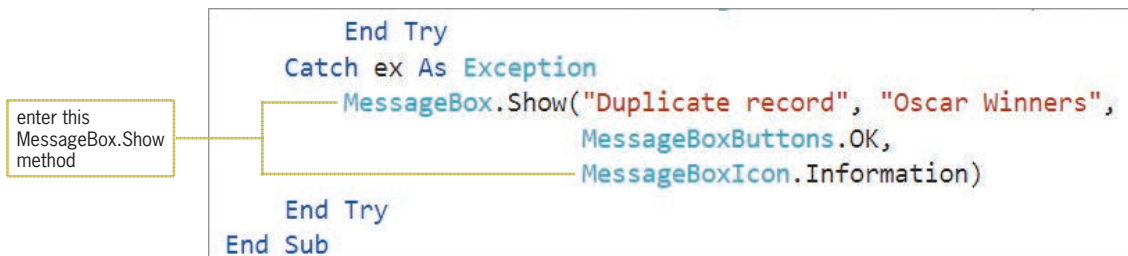 End Try
Catch ex As Exception
enter this
MessageBox.Show
method
MessageBox.Show("Duplicate record", "Oscar Winners",
MessageBoxButtons.OK,
MessageBoxIcon.Information)
End Try
End Sub